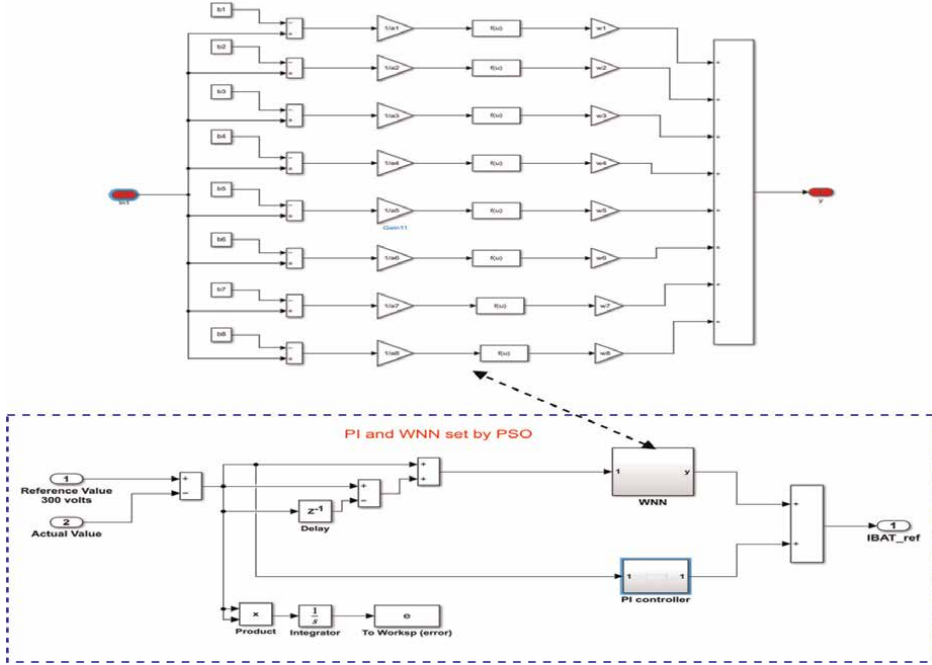 b1
1/a1
f(u)
w1
b2
1/a2
f(u)
w2
b3
1/a3
f(u)
w3
b4
1/a4
f(u)
w4
b5
1/a5
f(u)
w5
Gain11
b6
1/a6
f(u)
w6
b7
1/a7
f(u)
w7
b8
1/a8
f(u)
w8
y
PI and WNN set by PSO
1
Reference Value
300 volts
2
Actual Value
z-1
Delay
1 y
WNN
1
IBAT_ref
1 1
PI controller
×
Product
1
s
Integrator
e
To Worksp (error)